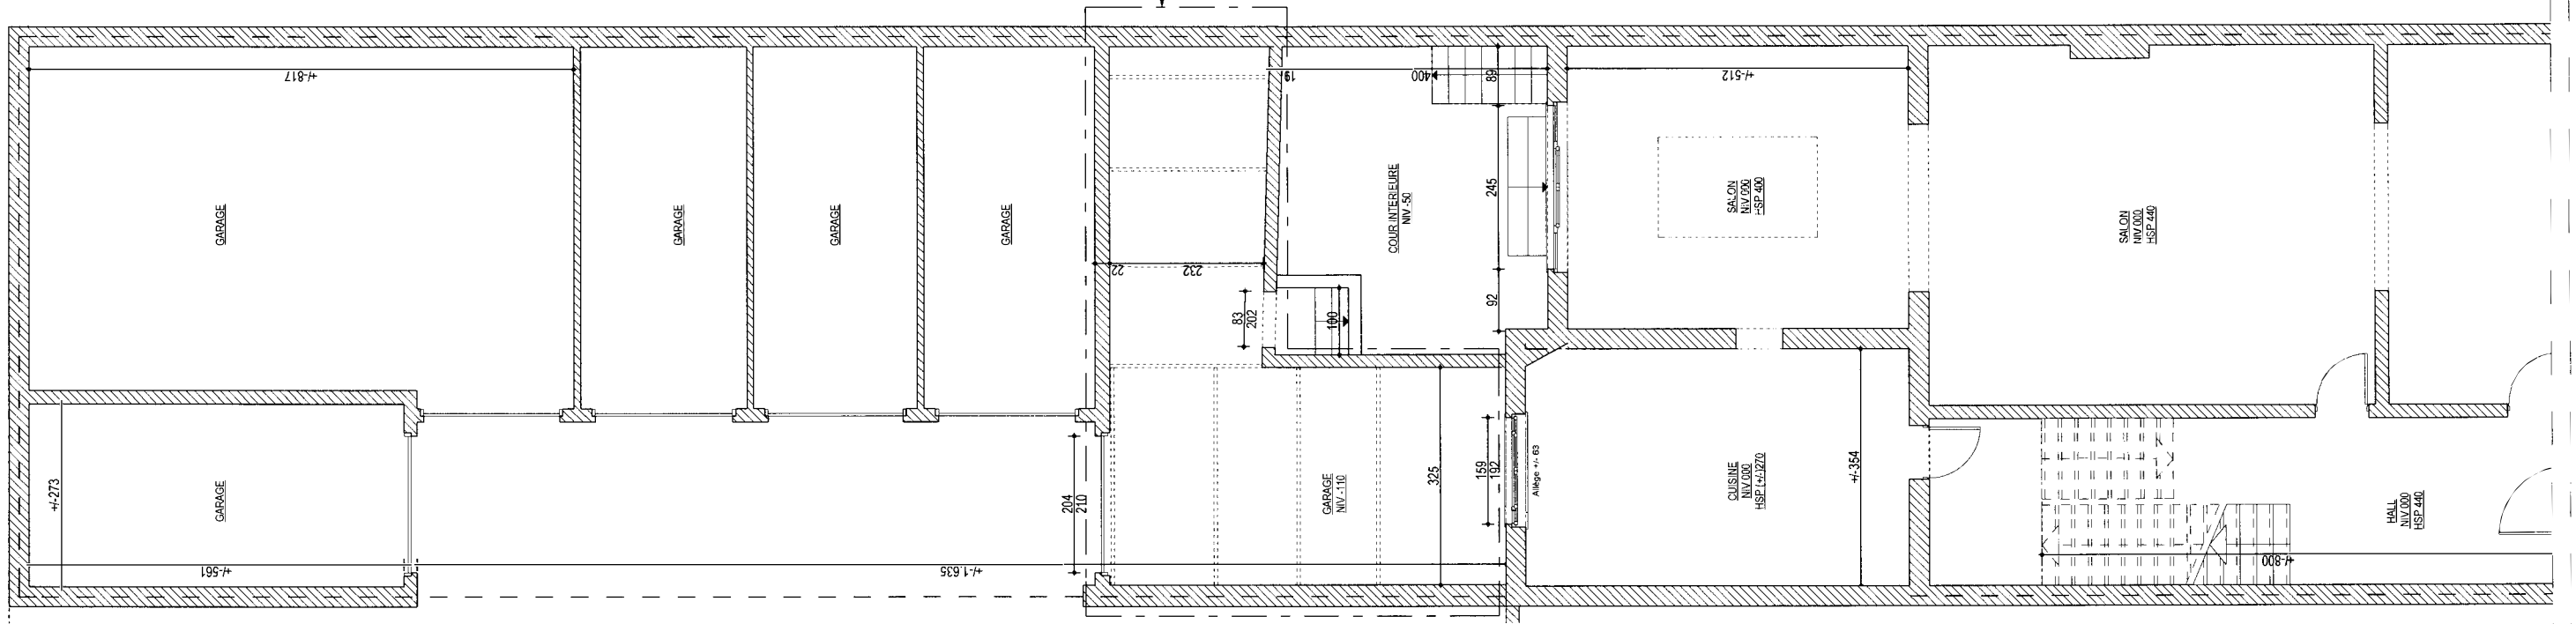 +/-817
GARAGE
GARAGE
GARAGE
GARAGE
GARAGE
+/-273
+/-561
+/-1.635
204
210
22
232
83
202
100
19
400
89
COUR INTERIEURE
NIV -50
245
92
GARAGE
NIV -110
325
159
192
Allège +/- 63
+/-512
SALON
NIV 000
HSP 400
CUISINE
NIV 000
HSP (+/-)270
+/-354
SALON
NIV 000
HSP 440
HALL
NIV 000
HSP 440
+/-800